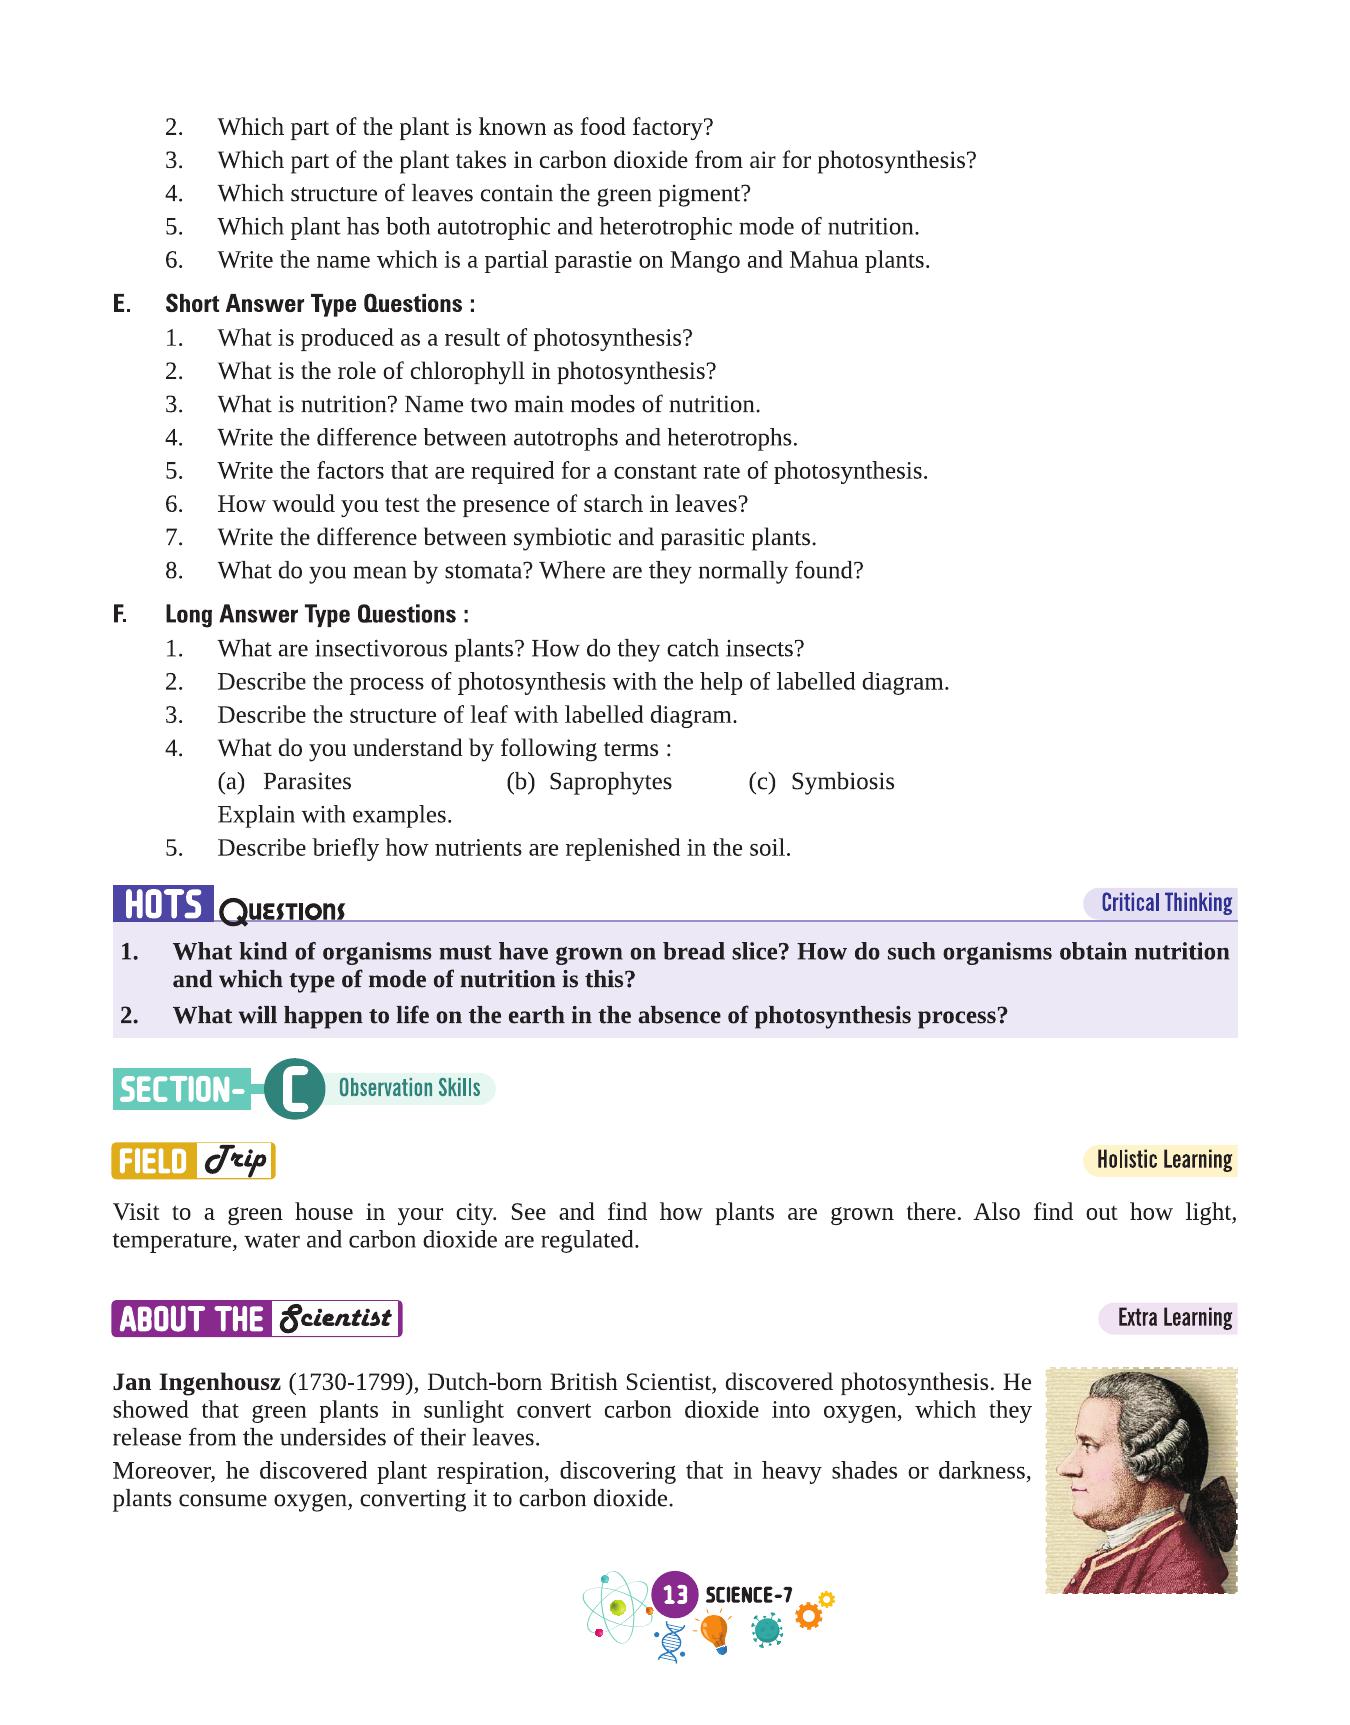 2. Which part of the plant is known as food factory?
3. Which part of the plant takes in carbon dioxide from air for photosynthesis?
4. Which structure of leaves contain the green pigment?
5. Which plant has both autotrophic and heterotrophic mode of nutrition.
6. Write the name which is a partial parastie on Mango and Mahua plants.
E. Short Answer Type Questions :
1. What is produced as a result of photosynthesis?
2. What is the role of chlorophyll in photosynthesis?
3. What is nutrition? Name two main modes of nutrition.
4. Write the difference between autotrophs and heterotrophs.
5. Write the factors that are required for a constant rate of photosynthesis.
6. How would you test the presence of starch in leaves?
7. Write the difference between symbiotic and parasitic plants.
8. What do you mean by stomata? Where are they normally found?
F. Long Answer Type Questions :
1. What are insectivorous plants? How do they catch insects?
2. Describe the process of photosynthesis with the help of labelled diagram.
3. Describe the structure of leaf with labelled diagram.
4. What do you understand by following terms :
(a) Parasites (b) Saprophytes (c) Symbiosis
Explain with examples.
5. Describe briefly how nutrients are replenished in the soil.
HOTS Questions Critical Thinking
1. What kind of organisms must have grown on bread slice? How do such organisms obtain nutrition
and which type of mode of nutrition is this?
2. What will happen to life on the earth in the absence of photosynthesis process?
SECTION- C Observation Skills
FIELD Trip Holistic Learning
Visit to a green house in your city. See and find how plants are grown there. Also find out how light,
temperature, water and carbon dioxide are regulated.
ABOUT THE Scientist Extra Learning
Jan Ingenhousz (1730-1799), Dutch-born British Scientist, discovered photosynthesis. He
showed that green plants in sunlight convert carbon dioxide into oxygen, which they
release from the undersides of their leaves.
Moreover, he discovered plant respiration, discovering that in heavy shades or darkness,
plants consume oxygen, converting it to carbon dioxide.
13 SCIENCE-7